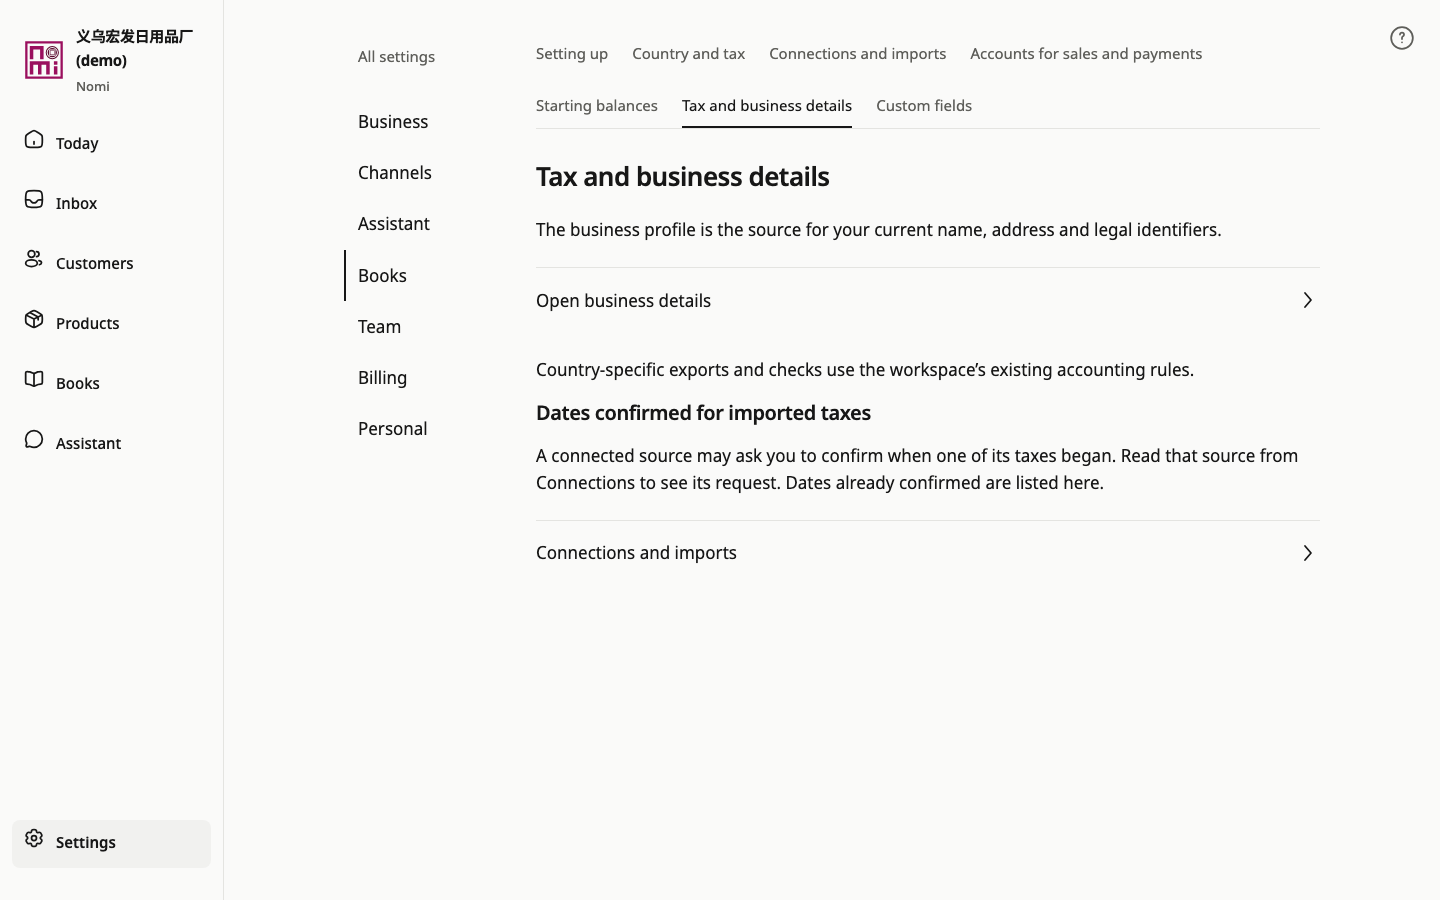 义乌宏发日用品厂
(demo)
Nomi
Today
Inbox
Customers
Products
Books
Assistant
Settings
All settings
Business
Channels
Assistant
Books
Team
Billing
Personal
Setting up Country and tax Connections and imports Accounts for sales and payments
Starting balances Tax and business details Custom fields
Tax and business details
The business profile is the source for your current name, address and legal identifiers.
Open business details
Country-specific exports and checks use the workspace’s existing accounting rules.
Dates confirmed for imported taxes
A connected source may ask you to confirm when one of its taxes began. Read that source from
Connections to see its request. Dates already confirmed are listed here.
Connections and imports